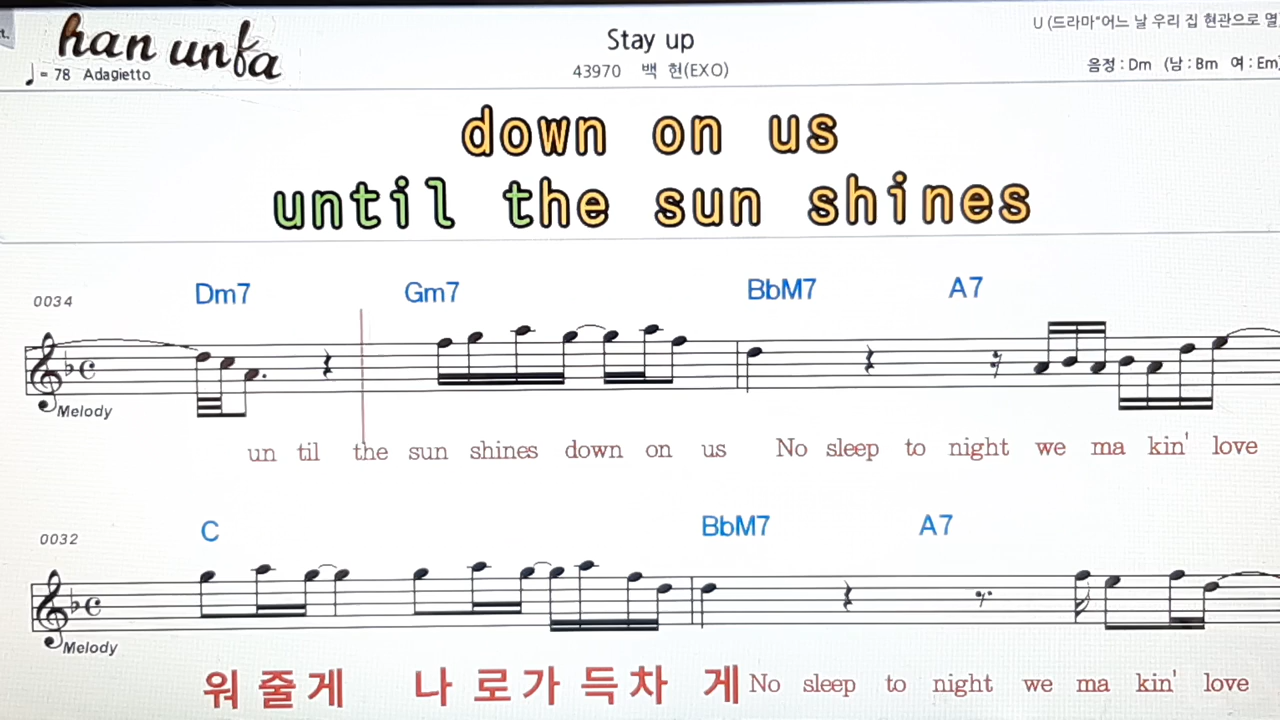 han unfa
Stay up
U (드라마"어느 날 우리 집 현관으로
♩= 78 Adagietto
43970 백 현(EXO)
음정 : Dm (남 : Bm 여 : Em)
down on us
until the sun shines
0034
Dm7 Gm7 BbM7 A7
Melody
un til the sun shines down on us No sleep to night we ma kin' love
0032
C BbM7 A7
Melody
워 줄게 나 로가 득차 게 No sleep to night we ma kin' love